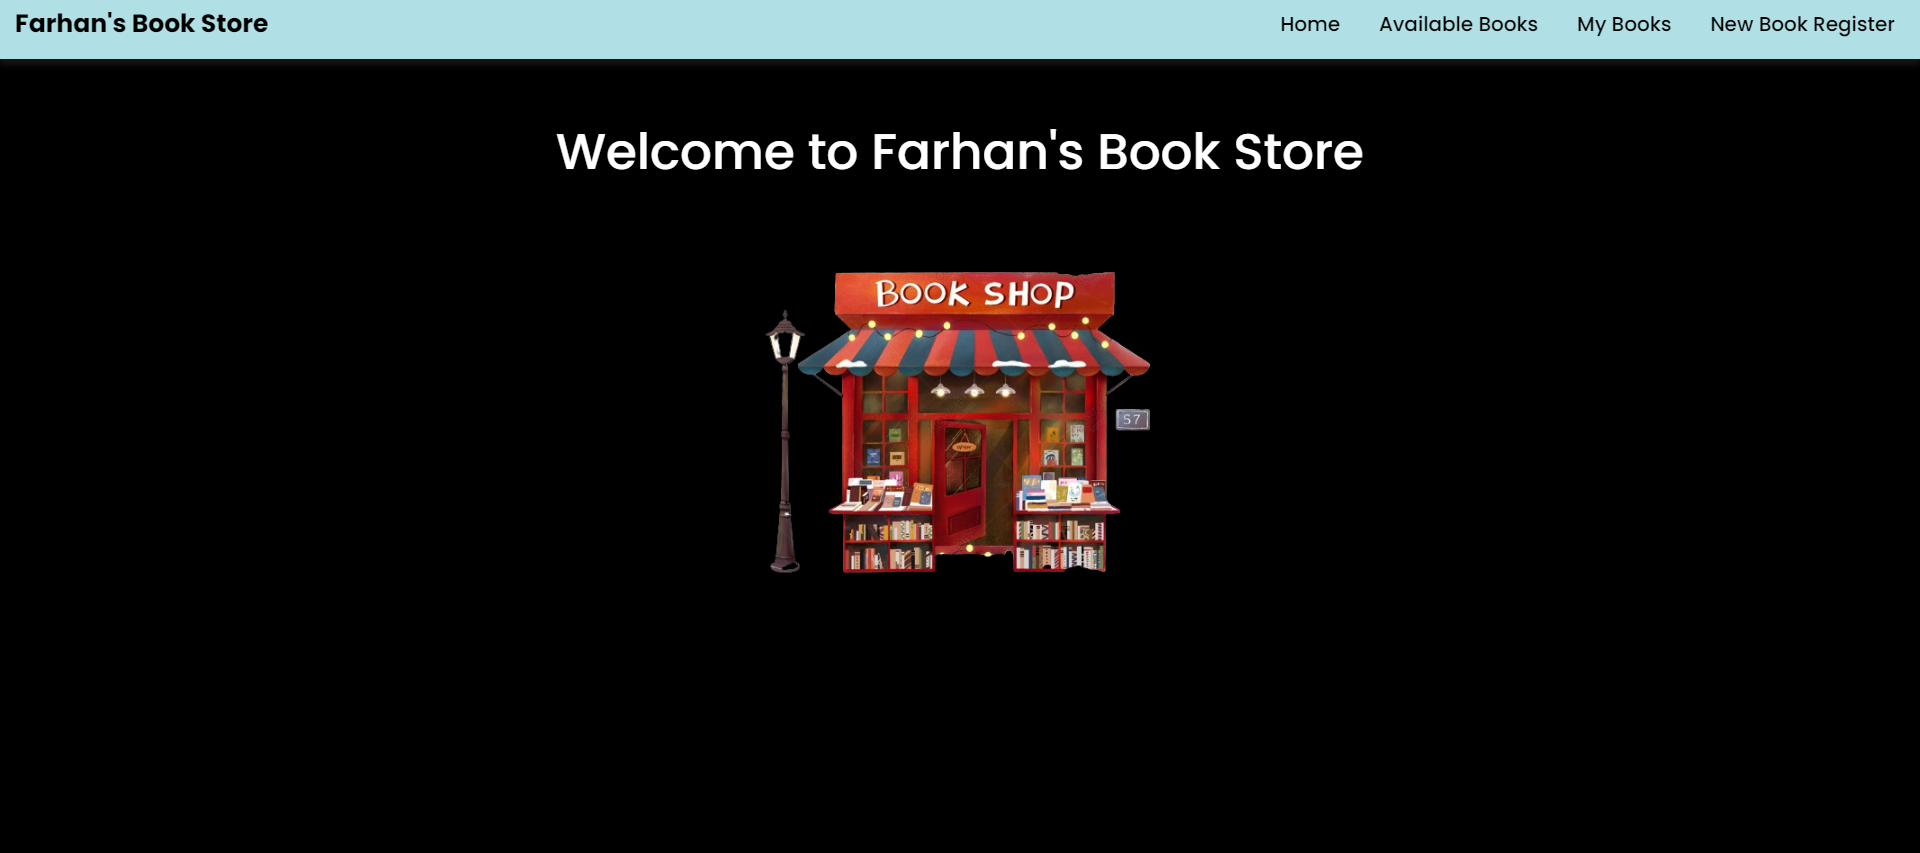 Farhan's Book Store
Home
Available Books
My Books
New Book Register
Welcome to Farhan's Book Store
BOOK SHOP
57